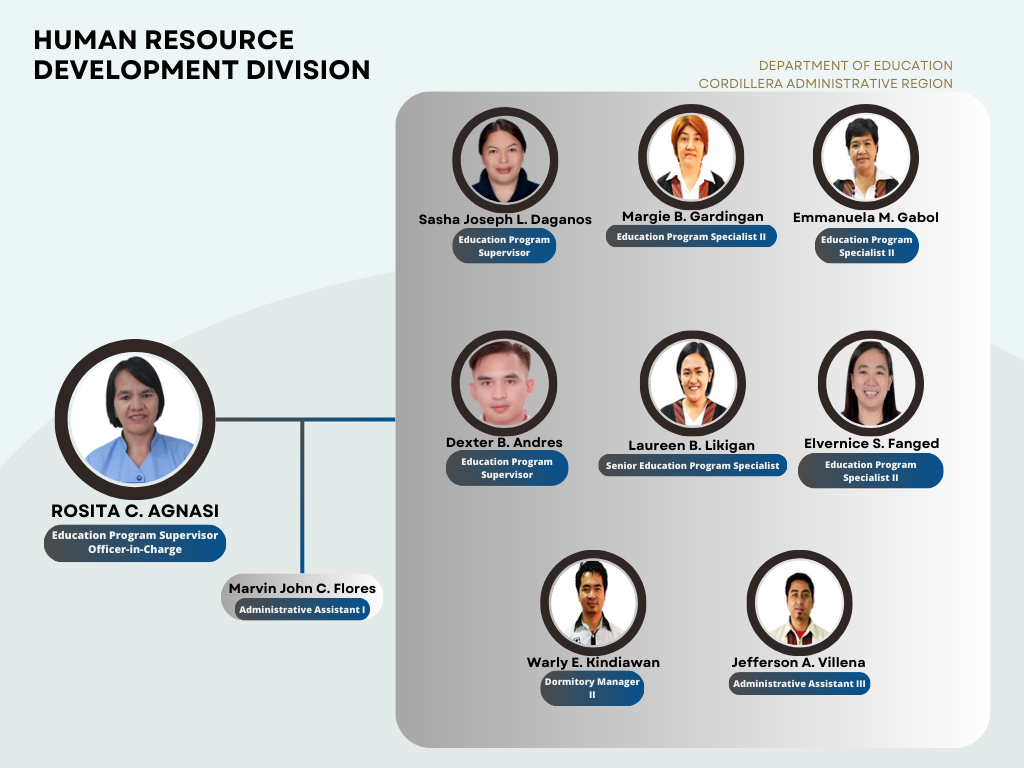 HUMAN RESOURCE
DEVELOPMENT DIVISION
DEPARTMENT OF EDUCATION
CORDILLERA ADMINISTRATIVE REGION
Sasha Joseph L. Daganos
Education Program
Supervisor
Margie B. Gardingan
Education Program Specialist II
Emmanuela M. Gabol
Education Program
Specialist II
Dexter B. Andres
Education Program
Supervisor
Laureen B. Likigan
Senior Education Program Specialist
Elvernice S. Fanged
Education Program
Specialist II
ROSITA C. AGNASI
Education Program Supervisor
Officer-in-Charge
Marvin John C. Flores
Administrative Assistant I
Warly E. Kindiawan
Dormitory Manager
II
Jefferson A. Villena
Administrative Assistant III